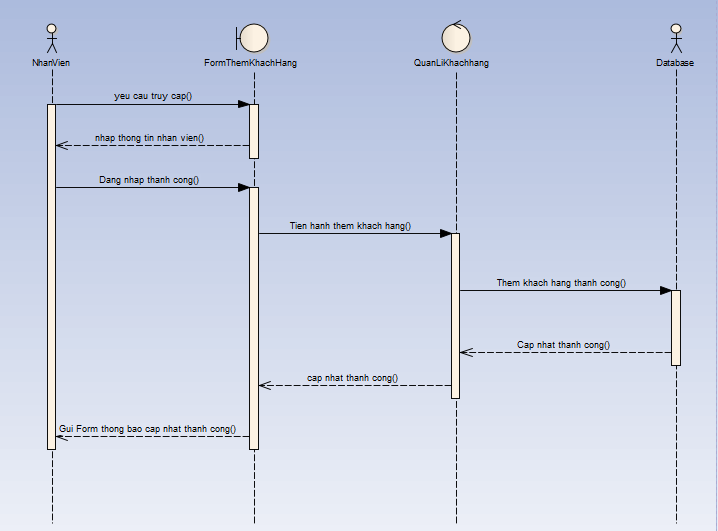 NhanVien
FormThemKhachHang
QuanLiKhachhang
Database
yeu cau truy cap()
nhap thong tin nhan vien()
Dang nhap thanh cong()
Tien hanh them khach hang()
Them khach hang thanh cong()
Cap nhat thanh cong()
cap nhat thanh cong()
Gui Form thong bao cap nhat thanh cong()